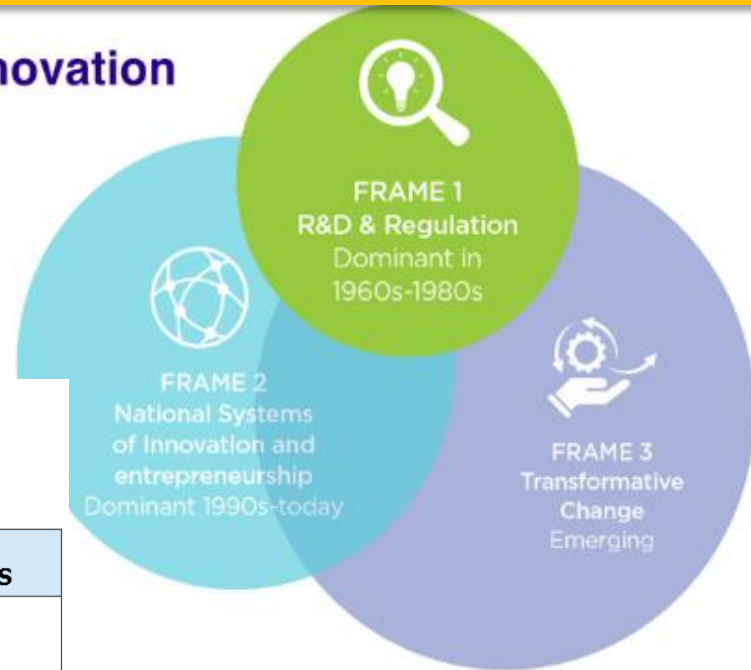 novation
FRAME 1
R&D & Regulation
Dominant in
1960s-1980s
FRAME 2
National Systems
of Innovation and
entrepreneurship
Dominant 1990s-today
FRAME 3
Transformative
Change
Emerging
s